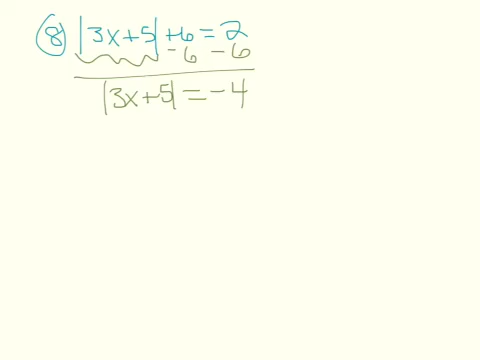 8 |3x+5| +6 = 2
-6 -6
|3x+5| = -4